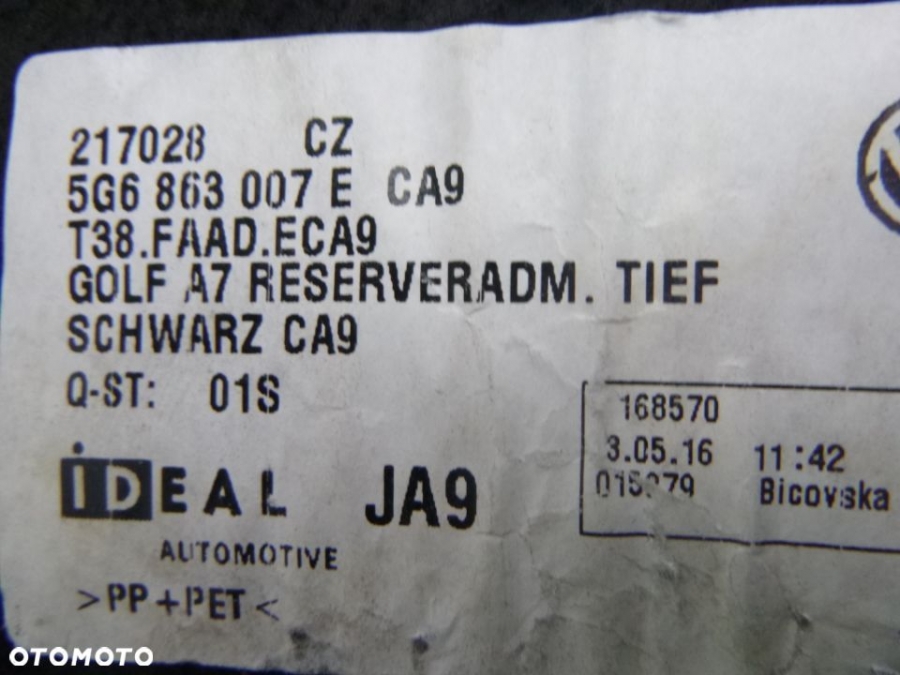 217028 CZ
5G6 863 007 E CA9
T38.FAAD.ECA9
GOLF A7 RESERVERADM. TIEF
SCHWARZ CA9
Q-ST: 01S
168570
3.05.16 11:42
Bicovska
iDEAL JA9
AUTOMOTIVE
>PP+PET<
OTOMOTO